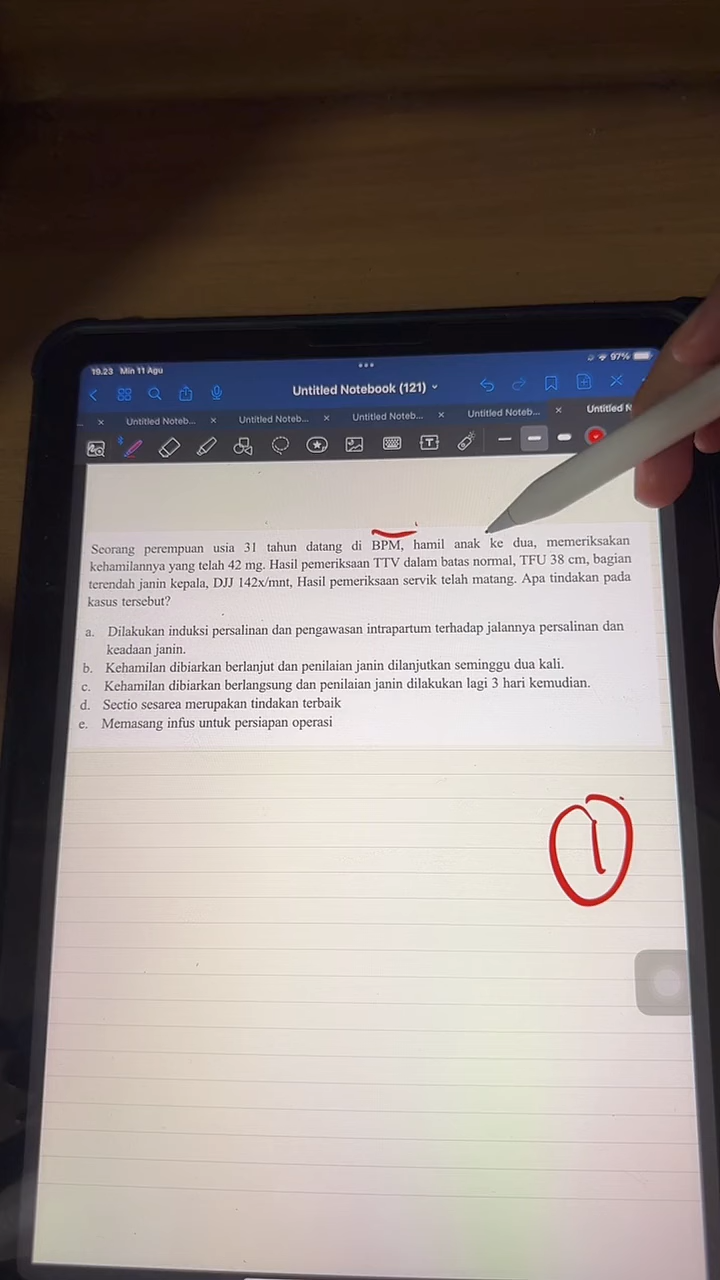 19.23 Min 11 Agu
97%
Untitled Notebook (121)
Untitled Noteb...
Untitled Noteb...
Untitled Noteb...
Untitled Noteb...
Untitled N
Seorang perempuan usia 31 tahun datang di BPM, hamil anak ke dua, memeriksakan
kehamilannya yang telah 42 mg. Hasil pemeriksaan TTV dalam batas normal, TFU 38 cm, bagian
terendah janin kepala, DJJ 142x/mnt, Hasil pemeriksaan servik telah matang. Apa tindakan pada
kasus tersebut?
a. Dilakukan induksi persalinan dan pengawasan intrapartum terhadap jalannya persalinan dan
keadaan janin.
b. Kehamilan dibiarkan berlanjut dan penilaian janin dilanjutkan seminggu dua kali.
c. Kehamilan dibiarkan berlangsung dan penilaian janin dilakukan lagi 3 hari kemudian.
d. Sectio sesarea merupakan tindakan terbaik
e. Memasang infus untuk persiapan operasi
1